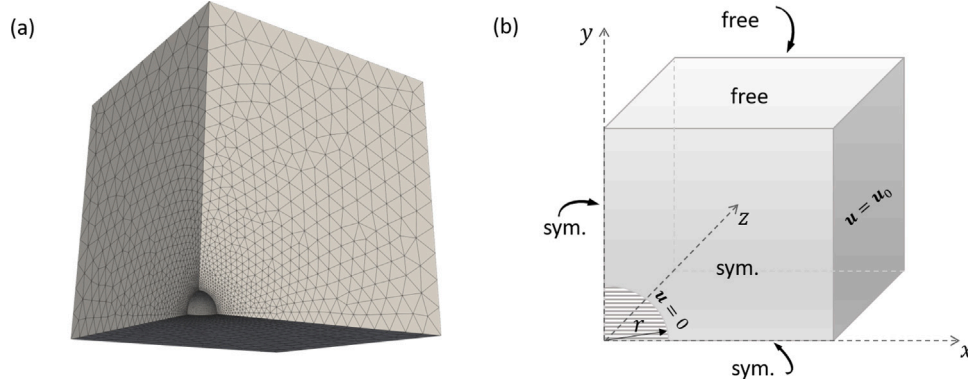 (a)
(b)
free
y
free
sym.
z
u = u₀
sym.
u = 0
r
x
sym.